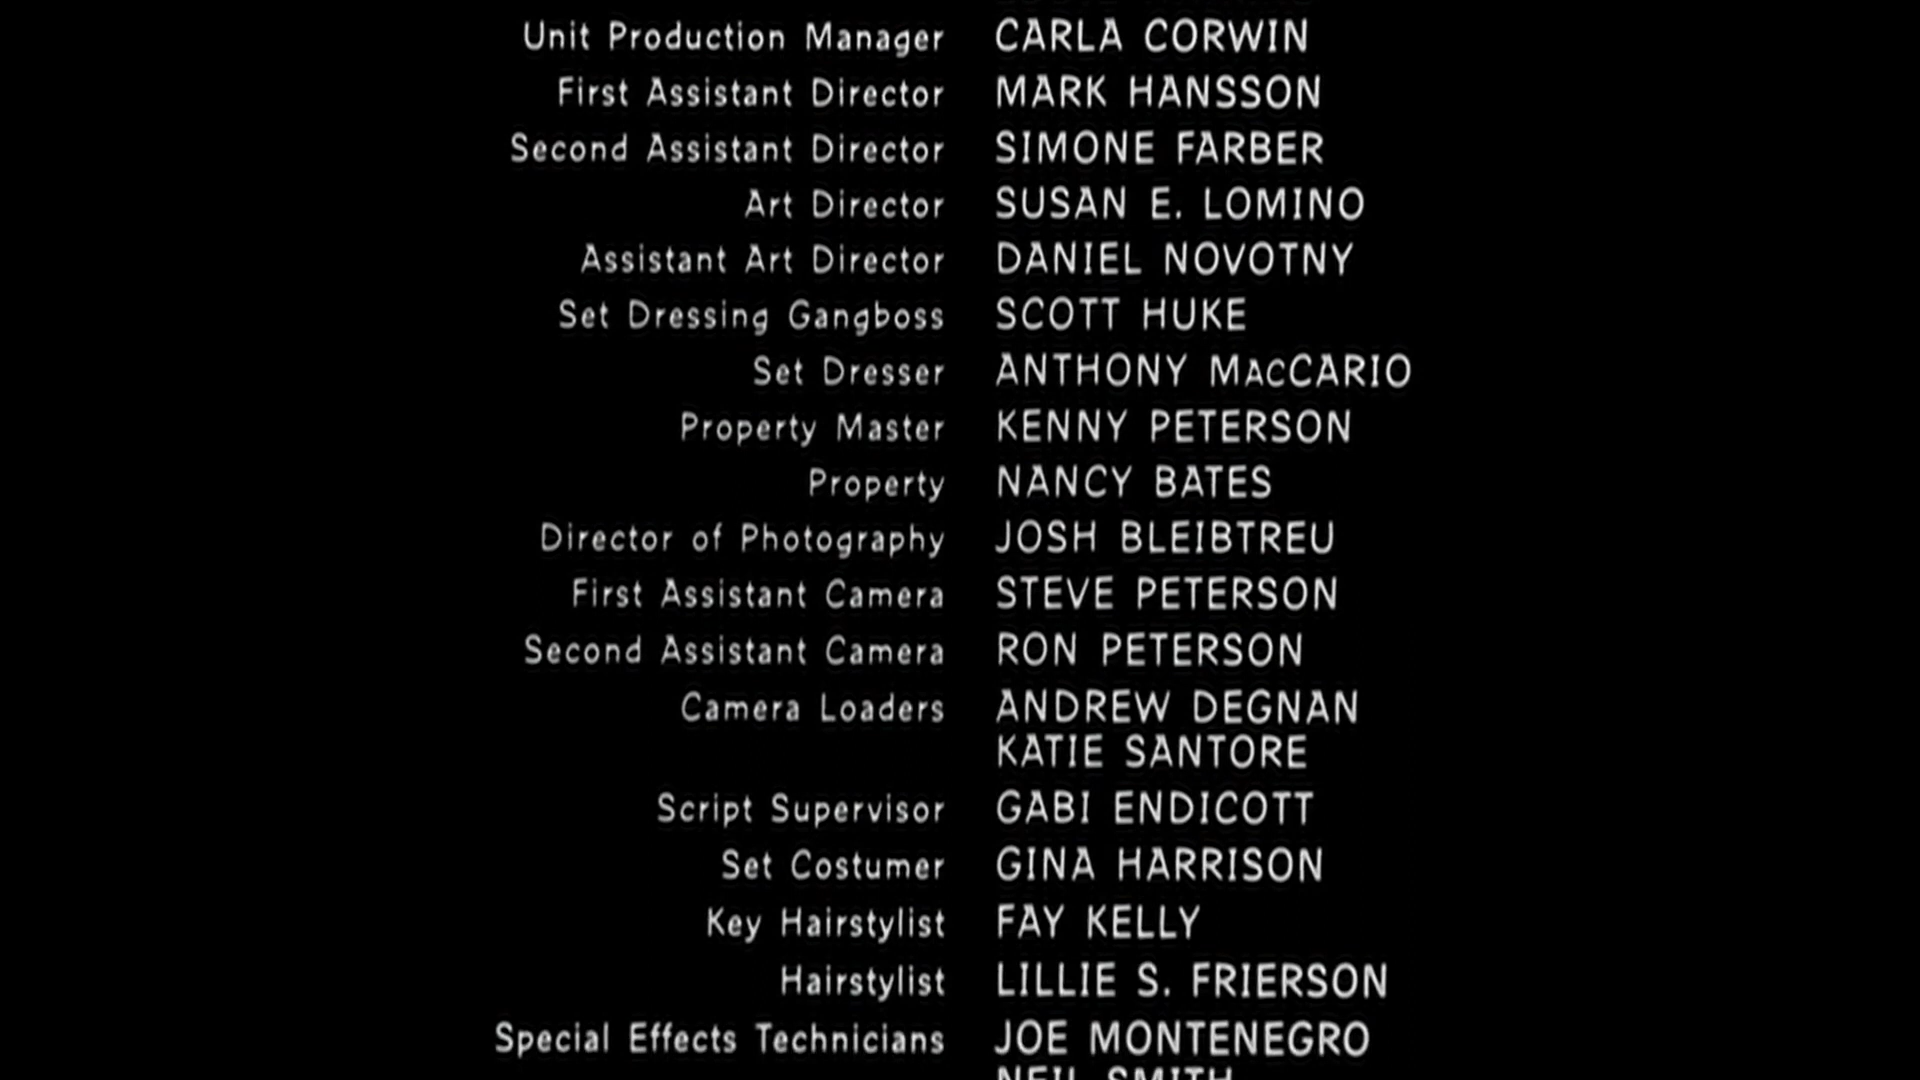 Unit Production Manager CARLA CORWIN
First Assistant Director MARK HANSSON
Second Assistant Director SIMONE FARBER
Art Director SUSAN E. LOMINO
Assistant Art Director DANIEL NOVOTNY
Set Dressing Gangboss SCOTT HUKE
Set Dresser ANTHONY MACCARIO
Property Master KENNY PETERSON
Property NANCY BATES
Director of Photography JOSH BLEIBTREU
First Assistant Camera STEVE PETERSON
Second Assistant Camera RON PETERSON
Camera Loaders ANDREW DEGNAN
KATIE SANTORE
Script Supervisor GABI ENDICOTT
Set Costumer GINA HARRISON
Key Hairstylist FAY KELLY
Hairstylist LILLIE S. FRIERSON
Special Effects Technicians JOE MONTENEGRO
NEIL SMITH